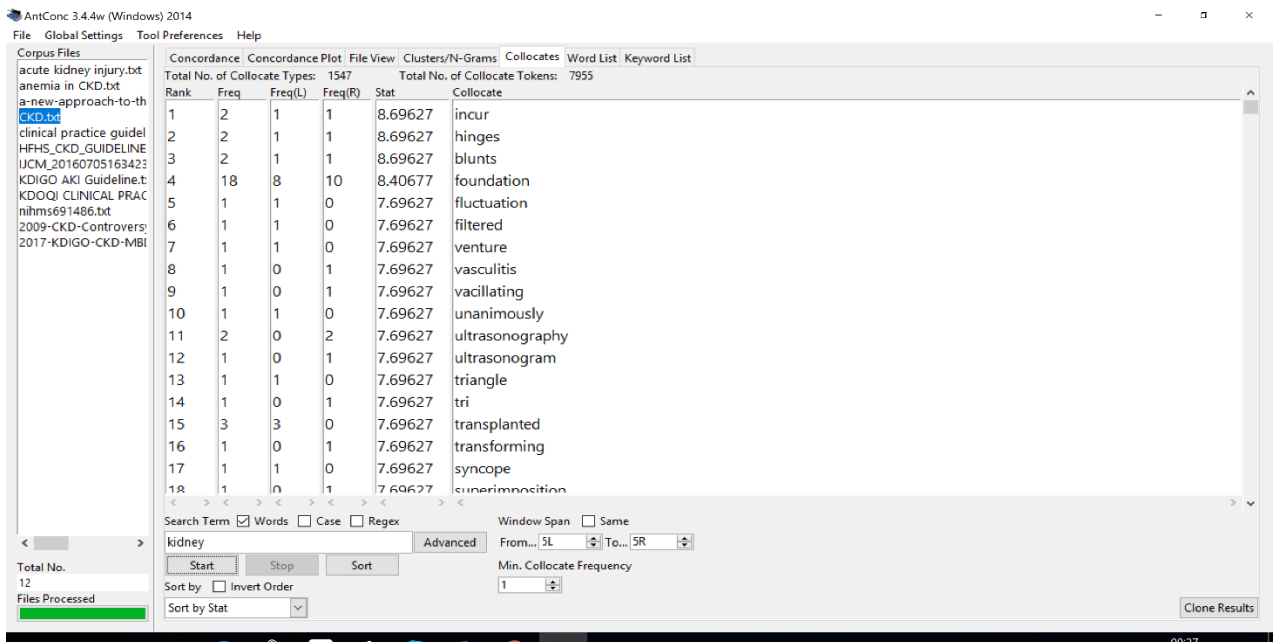 AntConc 3.4.4w (Windows) 2014
File Global Settings Tool Preferences Help
Corpus Files
acute kidney injury.txt
anemia in CKD.txt
a-new-approach-to-th
CKD.txt
clinical practice guidel
HFHS_CKD_GUIDELINE
IJCM_20160705163423
KDIGO AKI Guideline.t
KDOQI CLINICAL PRAC
nihms691486.txt
2009-CKD-Controvers
2017-KDIGO-CKD-MBI
Total No.
12
Files Processed
Concordance Concordance Plot File View Clusters/N-Grams Collocates Word List Keyword List
Total No. of Collocate Types: 1547 Total No. of Collocate Tokens: 7955
Rank Freq Freq(L) Freq(R) Stat Collocate
1 2 1 1 8.69627 incur
2 2 1 1 8.69627 hinges
3 2 1 1 8.69627 blunts
4 18 8 10 8.40677 foundation
5 1 1 0 7.69627 fluctuation
6 1 1 0 7.69627 filtered
7 1 1 0 7.69627 venture
8 1 0 1 7.69627 vasculitis
9 1 0 1 7.69627 vacillating
10 1 1 0 7.69627 unanimously
11 2 0 2 7.69627 ultrasonography
12 1 0 1 7.69627 ultrasonogram
13 1 1 0 7.69627 triangle
14 1 0 1 7.69627 tri
15 3 3 0 7.69627 transplanted
16 1 0 1 7.69627 transforming
17 1 1 0 7.69627 syncope
18 1 0 1 7.69627 superimposition
Search Term Words Case Regex Window Span Same
kidney Advanced From... 5L To... 5R
Start Stop Sort Min. Collocate Frequency
Sort by Invert Order 1
Sort by Stat Clone Results
00:27